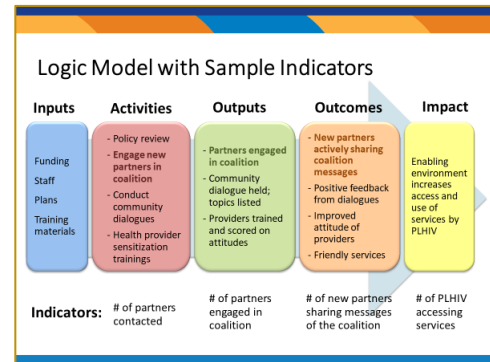 Logic Model with Sample Indicators
Inputs
Activities
Outputs
Outcomes
Impact
Funding
Staff
Plans
Training
materials
- Policy review
- Engage new
partners in
coalition
- Conduct
community
dialogues
- Health provider
sensitization
trainings
- Partners engaged
in coalition
- Community
dialogue held;
topics listed
- Providers trained
and scored on
attitudes
- New partners
actively sharing
coalition
messages
- Positive feedback
from dialogues
- Improved
attitude of
providers
- Friendly services
Enabling
environment
increases
access and
use of
services by
PLHIV
Indicators:
# of partners
contacted
# of partners
engaged in
coalition
# of new partners
sharing messages
of the coalition
# of PLHIV
accessing
services